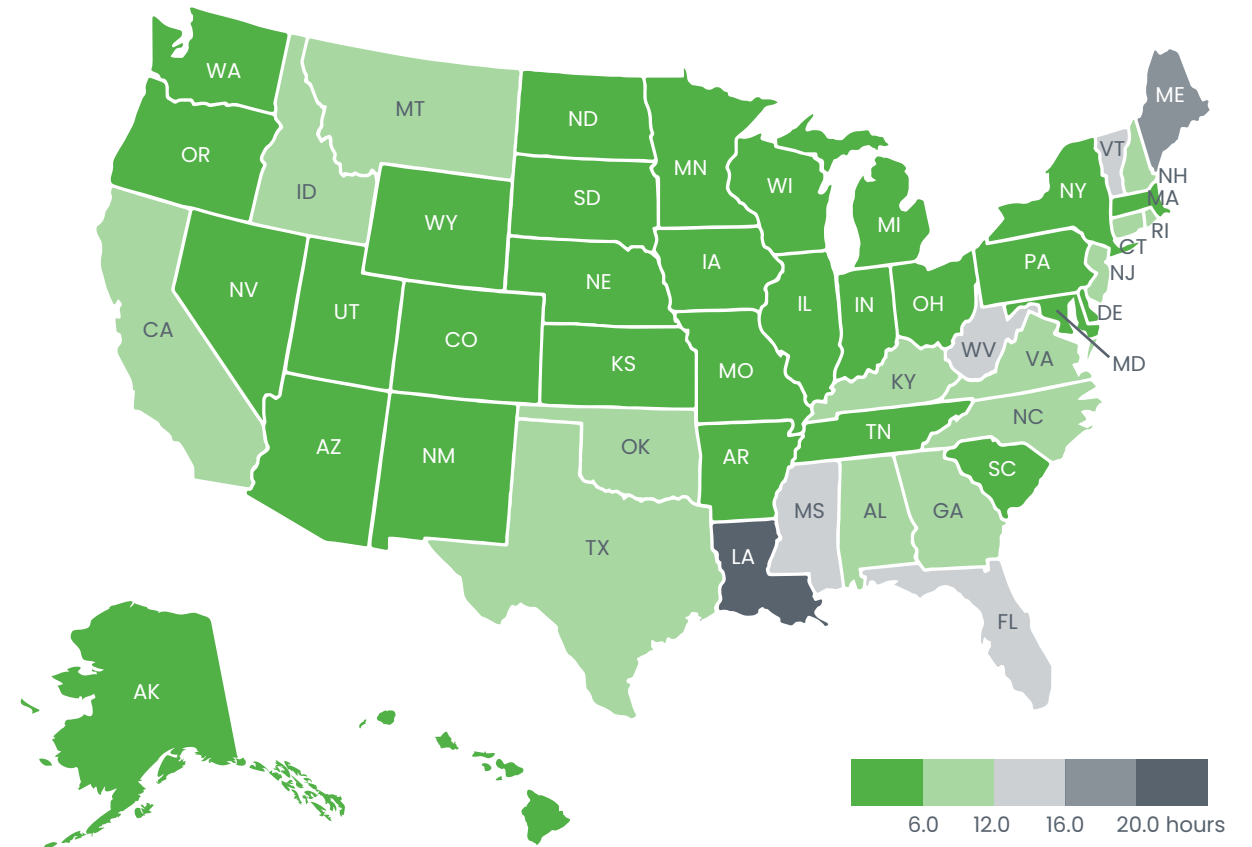 WA
ME
MT
ND
VT
OR
MN
NH
ID
WI
NY
SD
MA
WY
MI
RI
CT
IA
PA
NJ
NE
NV
IL
IN
OH
UT
DE
CA
CO
WV
VA
MD
KS
MO
KY
NC
TN
AZ
OK
NM
AR
SC
MS
AL
GA
TX
LA
FL
AK
6.0 12.0 16.0 20.0 hours